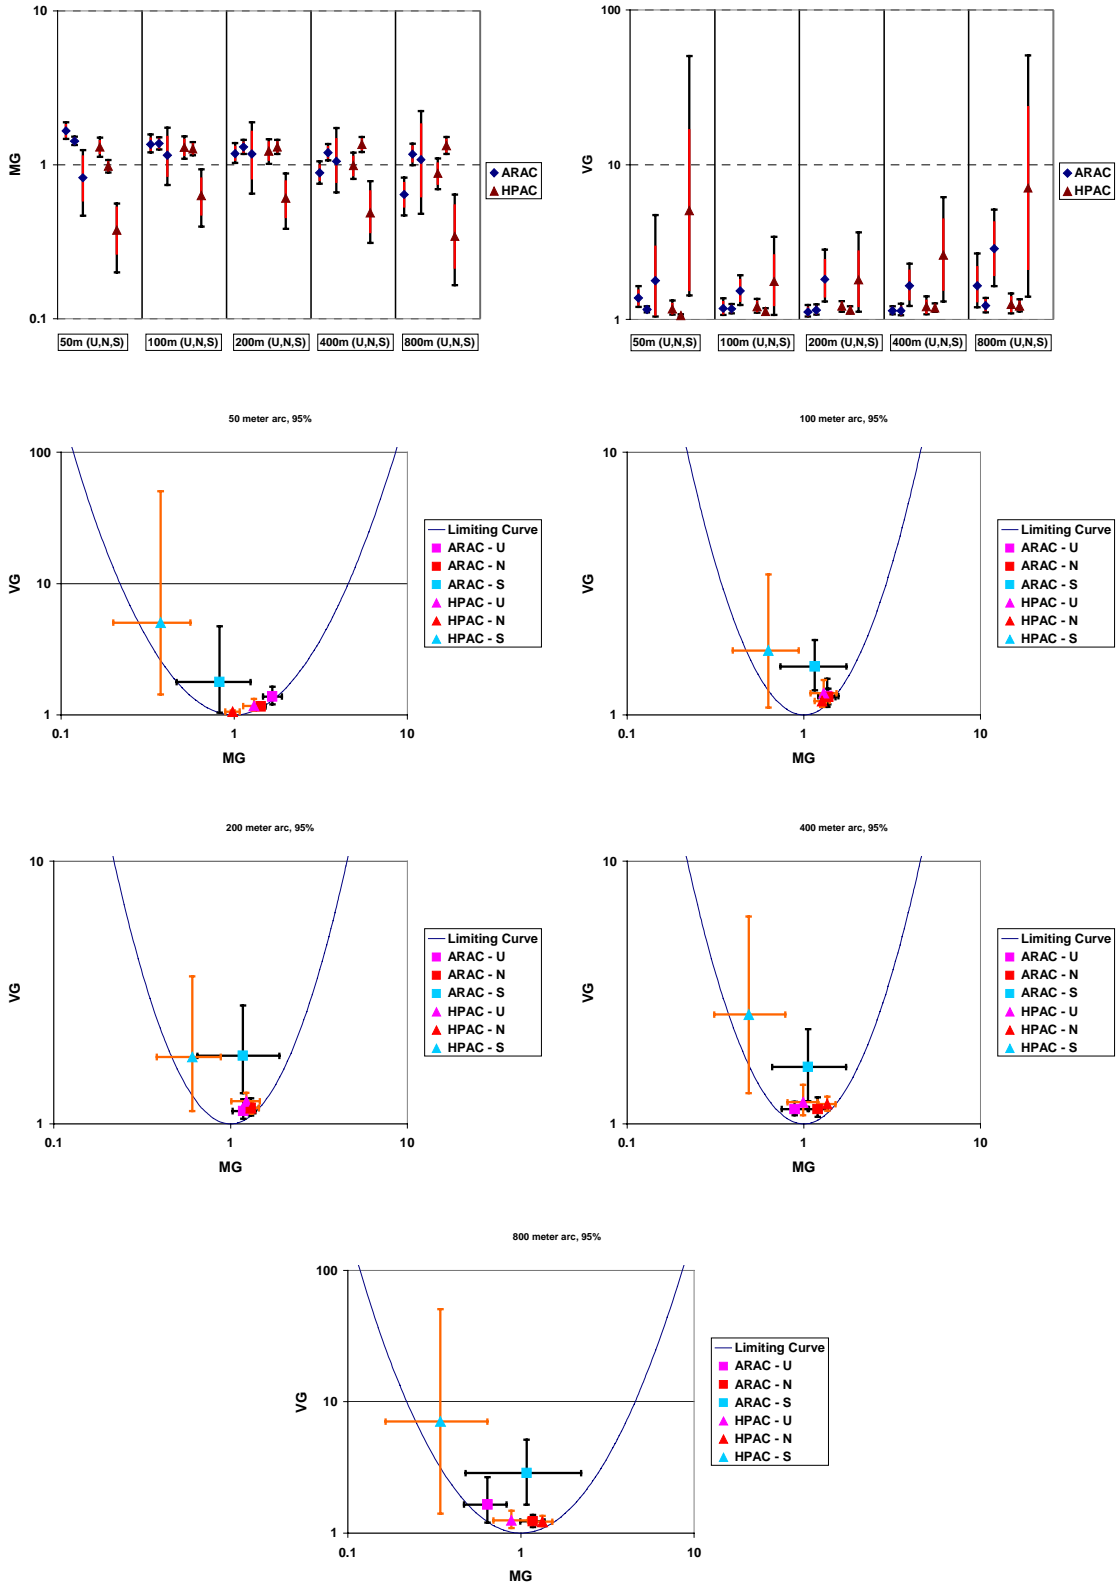 10
1
0.1
MG
50m (U,N,S)
100m (U,N,S)
200m (U,N,S)
400m (U,N,S)
800m (U,N,S)
ARAC
HPAC
100
10
1
VG
50m (U,N,S)
100m (U,N,S)
200m (U,N,S)
400m (U,N,S)
800m (U,N,S)
ARAC
HPAC
50 meter arc, 95%
100
10
1
VG
0.1
1
10
MG
Limiting Curve
ARAC - U
ARAC - N
ARAC - S
HPAC - U
HPAC - N
HPAC - S
100 meter arc, 95%
10
1
VG
0.1
1
10
MG
Limiting Curve
ARAC - U
ARAC - N
ARAC - S
HPAC - U
HPAC - N
HPAC - S
200 meter arc, 95%
10
1
VG
0.1
1
10
MG
Limiting Curve
ARAC - U
ARAC - N
ARAC - S
HPAC - U
HPAC - N
HPAC - S
400 meter arc, 95%
10
1
VG
0.1
1
10
MG
Limiting Curve
ARAC - U
ARAC - N
ARAC - S
HPAC - U
HPAC - N
HPAC - S
800 meter arc, 95%
100
10
1
VG
0.1
1
10
MG
Limiting Curve
ARAC - U
ARAC - N
ARAC - S
HPAC - U
HPAC - N
HPAC - S